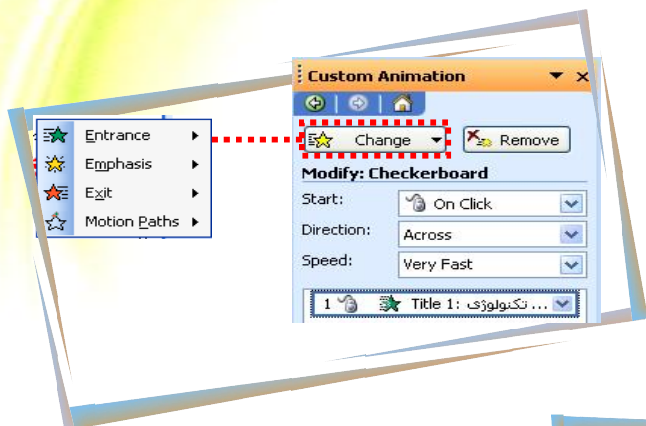 Custom Animation
Change
Remove
Modify: Checkerboard
Start:
On Click
Direction:
Across
Speed:
Very Fast
1 Title 1: تکنولوژی ...
Entrance
Emphasis
Exit
Motion Paths